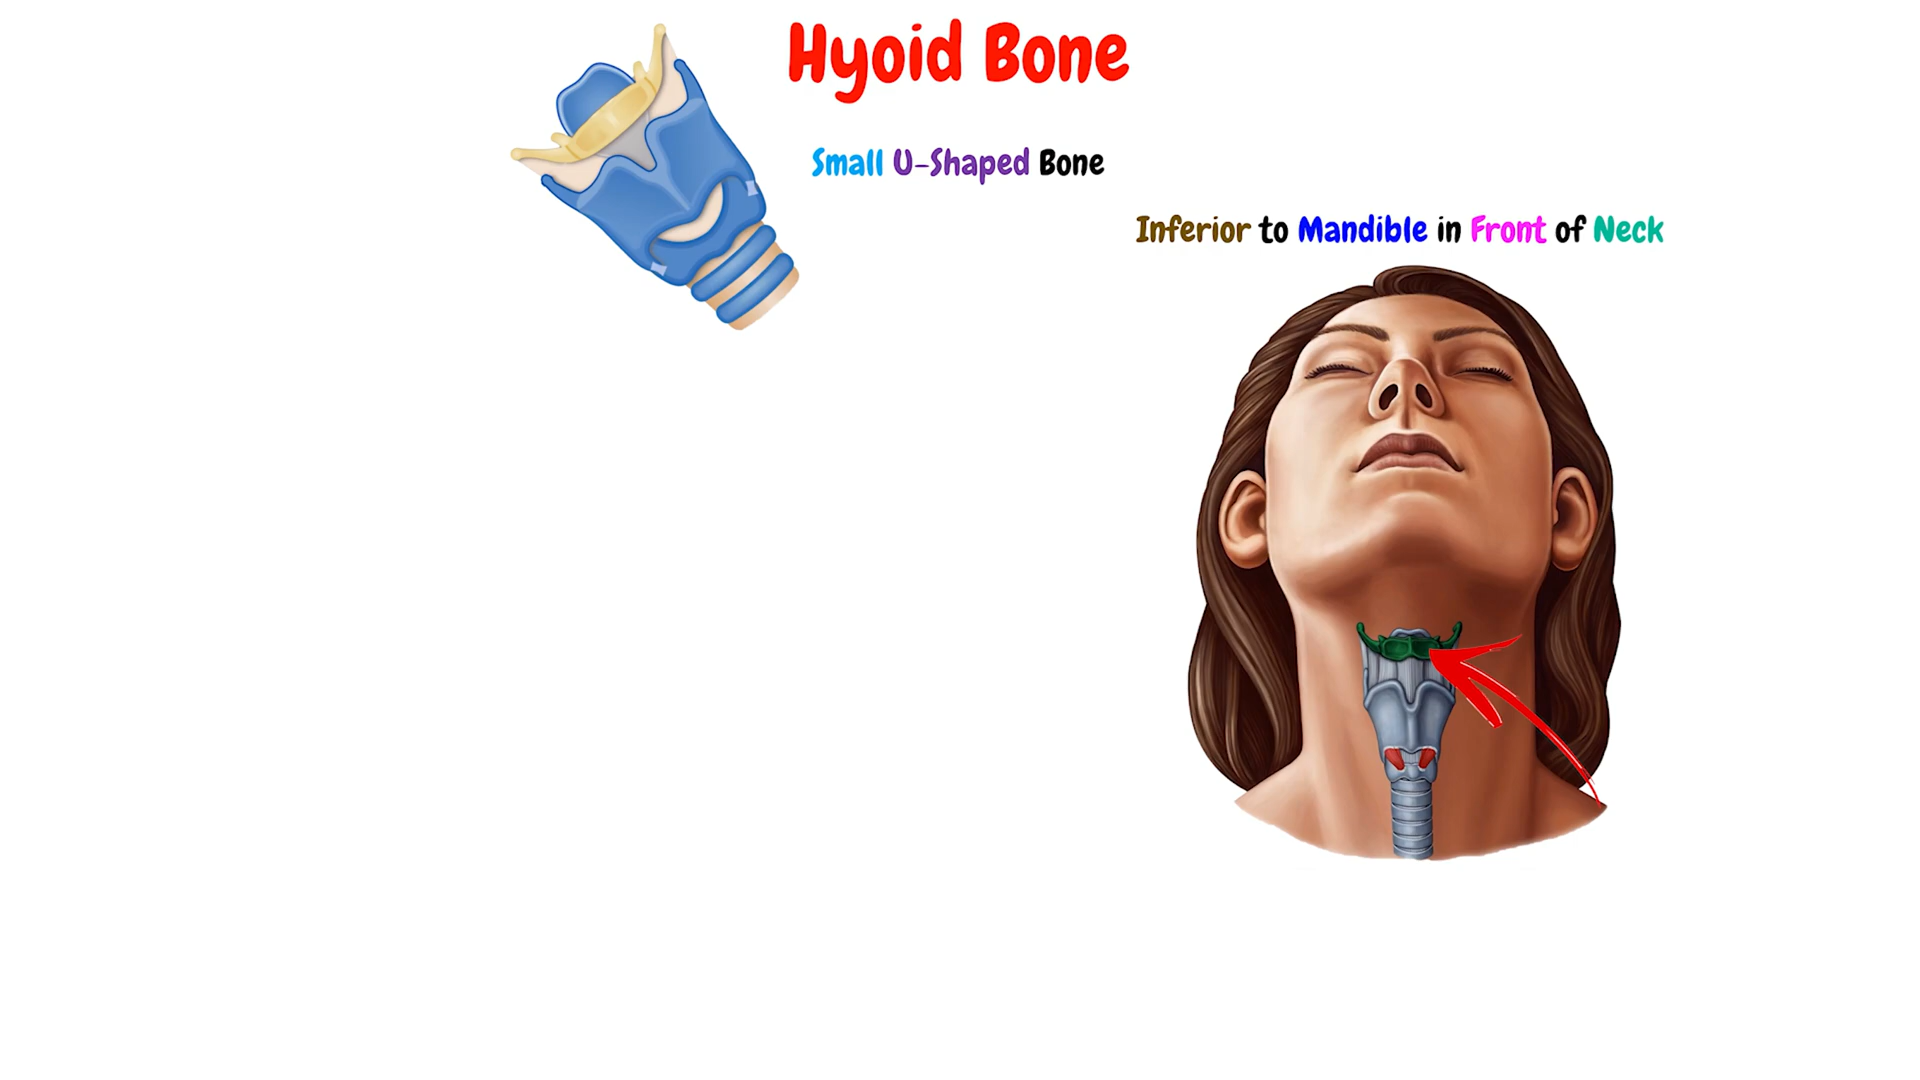 Hyoid Bone
Small U-Shaped Bone
Inferior to Mandible in Front of Neck